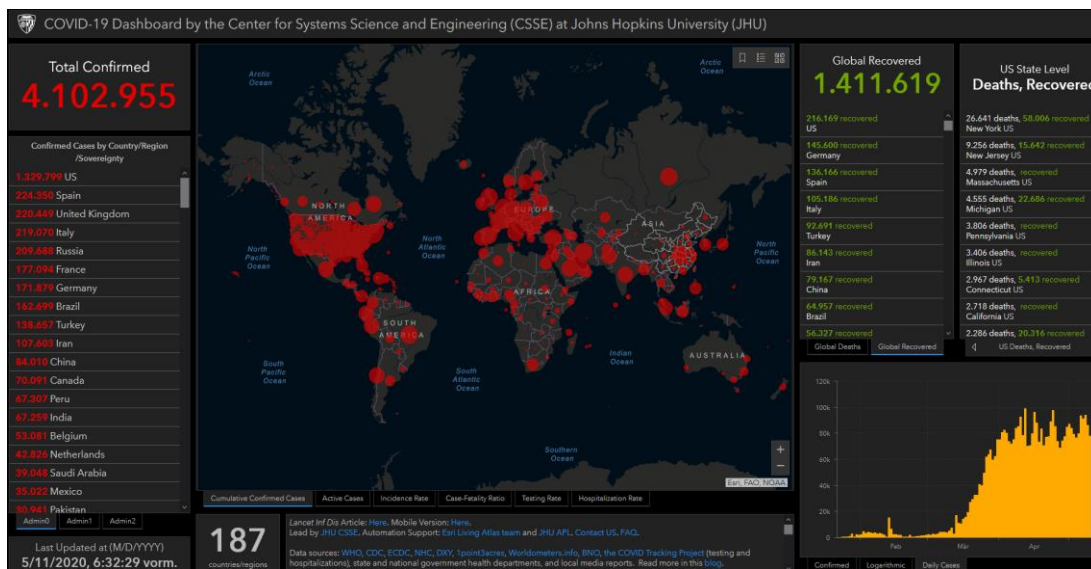 COVID-19 Dashboard by the Center for Systems Science and Engineering (CSSE) at Johns Hopkins University (JHU)
Total Confirmed
4.102.955
Confirmed Cases by Country/Region
/Sovereignty
1.329.799 US
224.350 Spain
220.449 United Kingdom
219.070 Italy
209.688 Russia
177.094 France
171.879 Germany
162.699 Brazil
138.657 Turkey
107.603 Iran
84.010 China
70.091 Canada
67.307 Peru
67.259 India
53.081 Belgium
42.826 Netherlands
39.048 Saudi Arabia
35.022 Mexico
30.941 Pakistan
Admin0 Admin1 Admin2
Last Updated at (M/D/YYYY)
5/11/2020, 6:32:29 vorm.
Arctic
Ocean
Arctic
Ocean
NORTH
AMERICA
EUROPE
ASIA
North
Pacific
Ocean
North
Atlantic
Ocean
North
Pacific
Ocean
AFRICA
SOUTH
AMERICA
Indian
Ocean
AUSTRALIA
South
Pacific
Ocean
South
Atlantic
Ocean
Southern
Ocean
+
−
Esri, FAO, NOAA
Cumulative Confirmed Cases Active Cases Incidence Rate Case-Fatality Ratio Testing Rate Hospitalization Rate
187
countries/regions
Lancet Inf Dis Article: Here. Mobile Version: Here.
Lead by JHU CSSE. Automation Support: Esri Living Atlas team and JHU APL. Contact US. FAQ.
Data sources: WHO, CDC, ECDC, NHC, DXY, 1point3acres, Worldometers.info, BNO, the COVID Tracking Project (testing and
hospitalizations), state and national government health departments, and local media reports. Read more in this blog.
Global Recovered
1.411.619
216.169 recovered
US
145.600 recovered
Germany
136.166 recovered
Spain
105.186 recovered
Italy
92.691 recovered
Turkey
86.143 recovered
Iran
79.167 recovered
China
64.957 recovered
Brazil
56.327 recovered
Global Deaths Global Recovered
US State Level
Deaths, Recovered
26.641 deaths, 58.006 recovered
New York US
9.256 deaths, 15.642 recovered
New Jersey US
4.979 deaths, recovered
Massachusetts US
4.555 deaths, 22.686 recovered
Michigan US
3.806 deaths, recovered
Pennsylvania US
3.406 deaths, recovered
Illinois US
2.967 deaths, 5.413 recovered
Connecticut US
2.718 deaths, recovered
California US
2.286 deaths, 20.316 recovered
US Deaths, Recovered
120k
100k
80k
60k
40k
20k
0
Feb Mär Apr
Confirmed Logarithmic Daily Cases